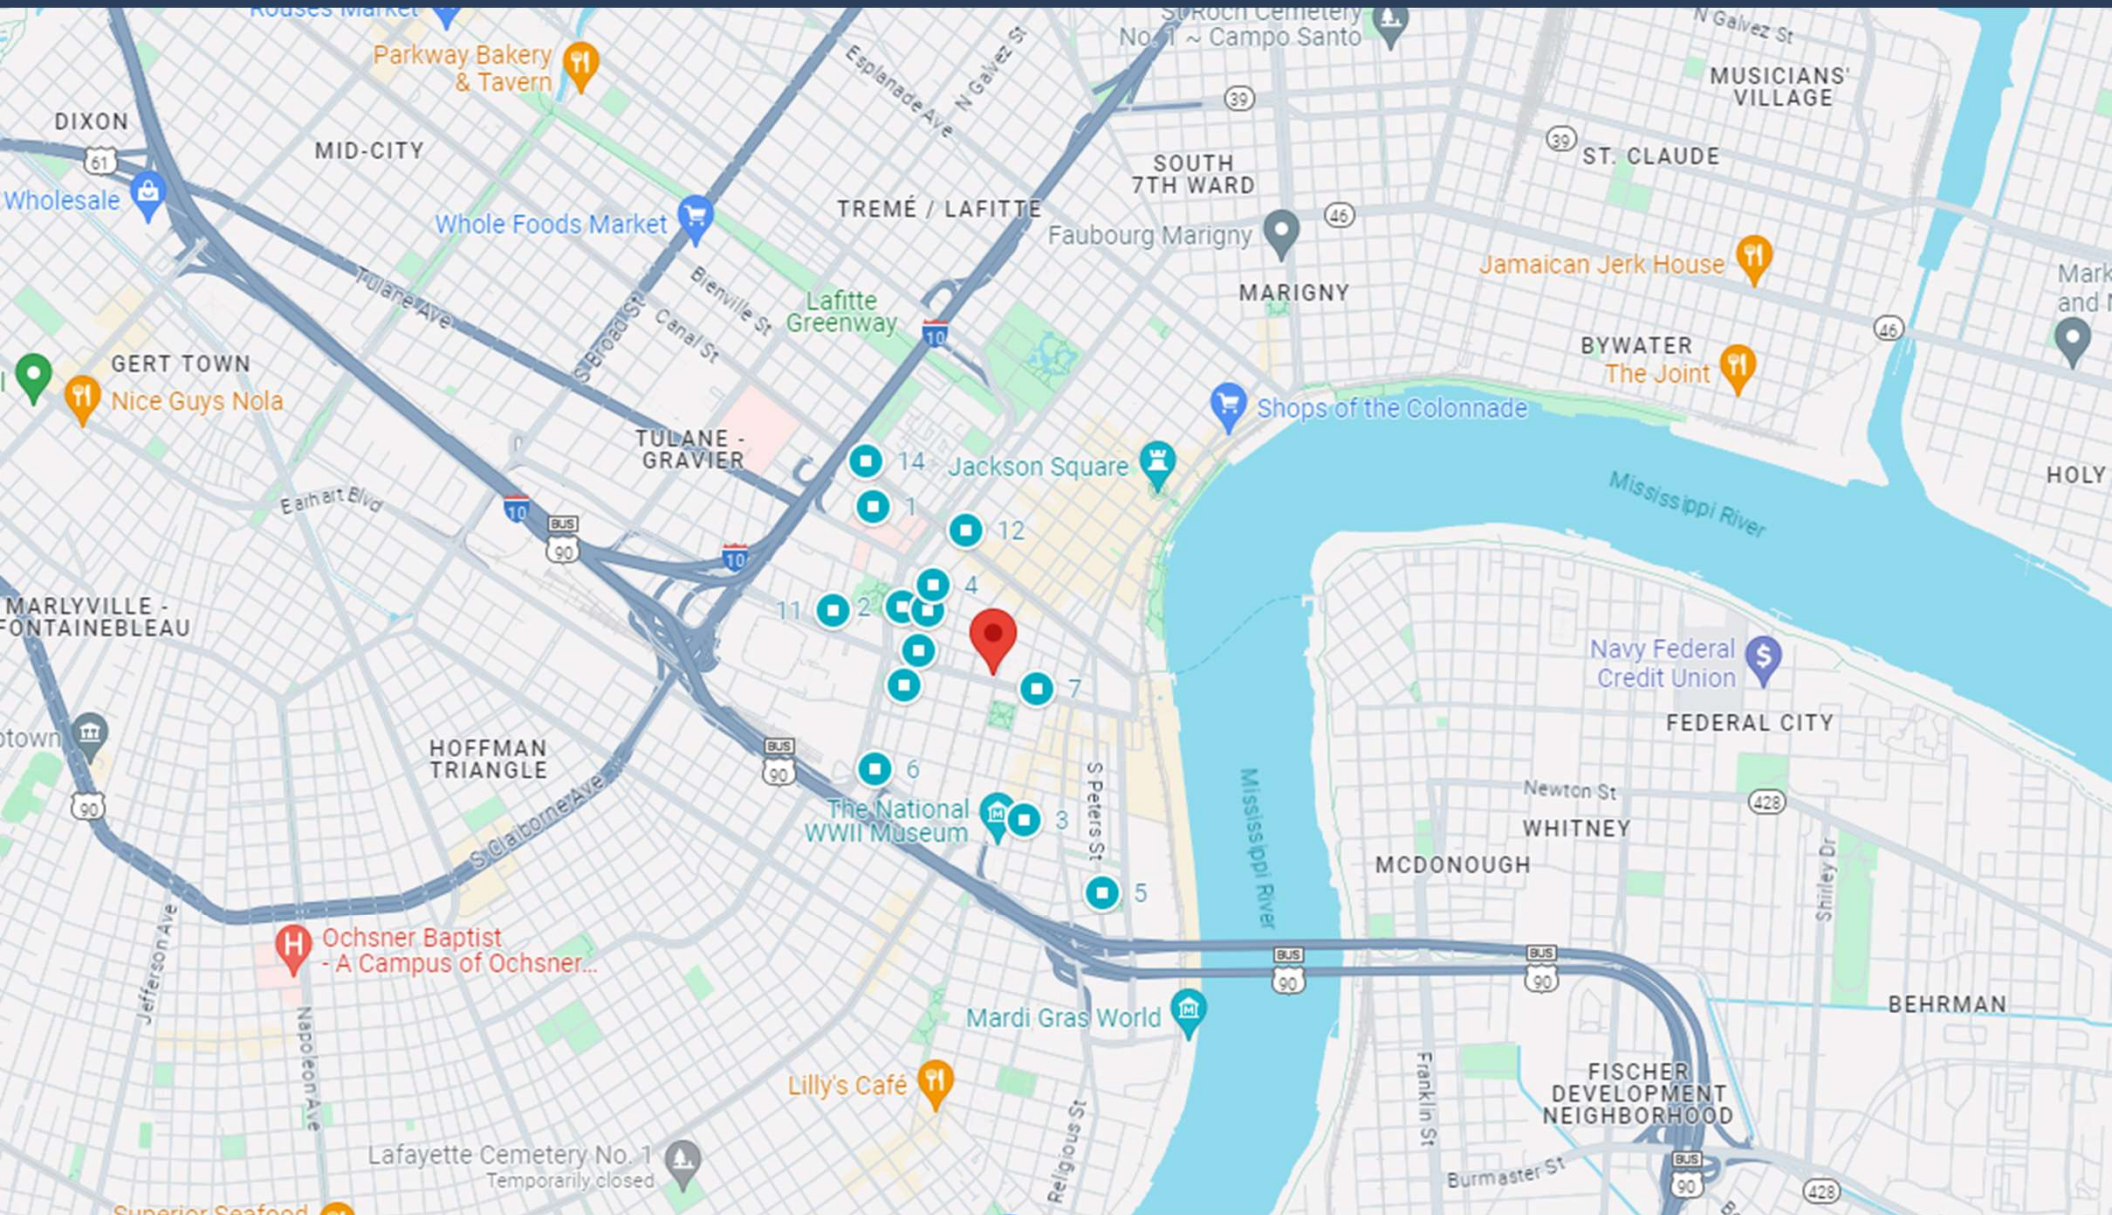 Rouses Market
St Roch Cemetery
No. 1 ~ Campo Santo
N Galvez St
Parkway Bakery
& Tavern
Esplanade Ave
N Galvez St
39
MUSICIANS'
VILLAGE
DIXON
61
MID-CITY
39
ST. CLAUDE
SOUTH
7TH WARD
Wholesale
Whole Foods Market
TREMÉ / LAFITTE
46
Faubourg Marigny
Jamaican Jerk House
Mark
and
Tulane Ave
Bienville St
MARIGNY
Lafitte
Greenway
S Broad St
Canal St
10
46
BYWATER
The Joint
GERT TOWN
Nice Guys Nola
Shops of the Colonnade
TULANE -
GRAVIER
14
Jackson Square
HOLY
Earhart Blvd
10
1
Mississippi River
BUS
90
12
10
4
11
2
MARLYVILLE -
FONTAINEBLEAU
Navy Federal
Credit Union
7
FEDERAL CITY
otown
HOFFMAN
TRIANGLE
BUS
90
6
S Peters St
Mississippi River
Newton St
428
90
The National
WWII Museum
3
WHITNEY
S Claiborne Ave
MCDONOUGH
Shirley Dr
5
Jefferson Ave
Ochsner Baptist
- A Campus of Ochsner...
BUS
90
BUS
90
Mardi Gras World
BEHRMAN
Napoleon Ave
Lilly's Café
Franklin St
FISCHER
DEVELOPMENT
NEIGHBORHOOD
Religious St
Lafayette Cemetery No. 1
Temporarily closed
Burmaster St
BUS
90
428
Superior Seafood